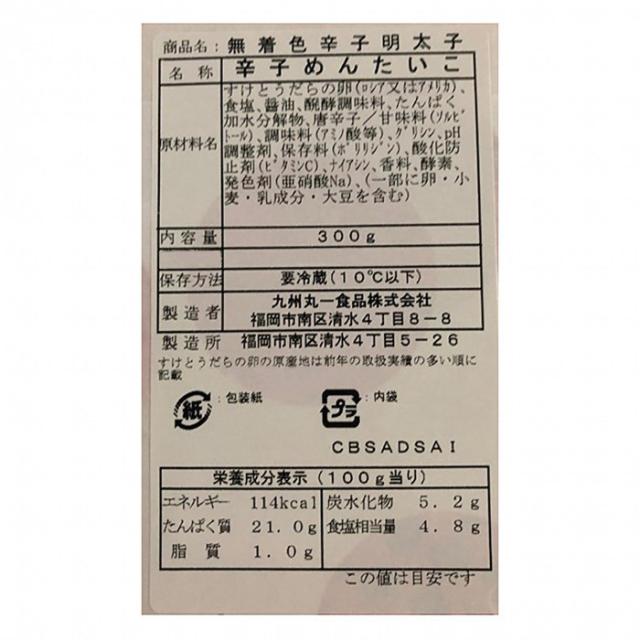 商品名：無着色辛子明太子
名称 辛子めんたいこ
原材料名
すけとうだらの卵(ﾛｼｱ又はｱﾒﾘｶ)、
食塩、醤油、醗酵調味料、たんぱく
加水分解物、唐辛子／甘味料(ｿﾙﾋﾞ
ﾄｰﾙ)、調味料(ｱﾐﾉ酸等)、ｸﾞﾘｼﾝ、pH
調整剤、保存料(ﾎﾟﾘﾘｼﾞﾝ)、酸化防
止剤(ﾋﾞﾀﾐﾝC)、ﾅｲｱｼﾝ、香料、酵素、
発色剤(亜硝酸Na)、(一部に卵・小
麦・乳成分・大豆を含む)
内容量 300g
保存方法 要冷蔵(10℃以下)
製造者 九州丸一食品株式会社
福岡市南区清水4丁目8－8
製造所 福岡市南区清水4丁目5－26
すけとうだらの卵の原産地は前年の取扱実績の多い順に
記載
紙：包装紙 プラ：内袋
CBSADSAI
栄養成分表示(100g当り)
エネルギー 114kcal 炭水化物 5.2g
たんぱく質 21.0g 食塩相当量 4.8g
脂質 1.0g
この値は目安です